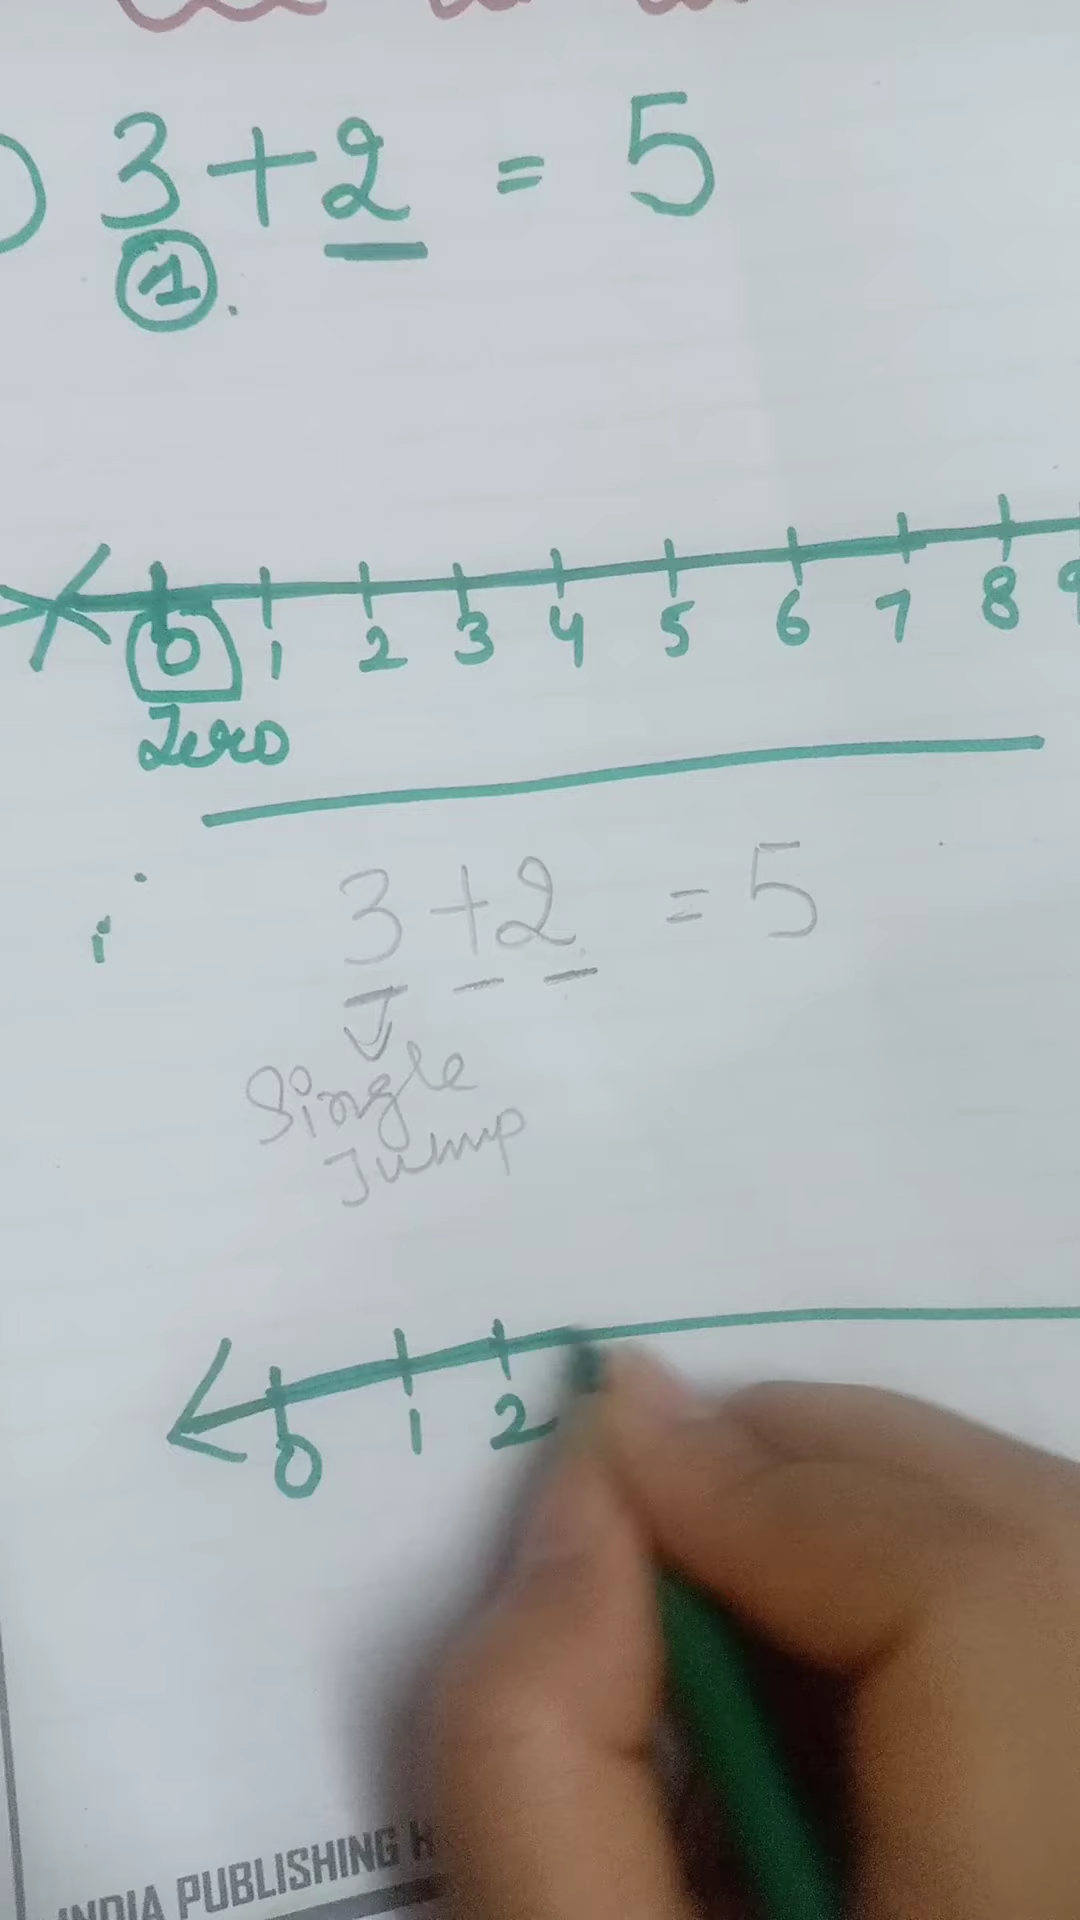 3+2 = 5
1.
0 1 2 3 4 5 6 7 8 9
Zero
3+2 = 5
Single
Jump
0 1 2
INDIA PUBLISHING